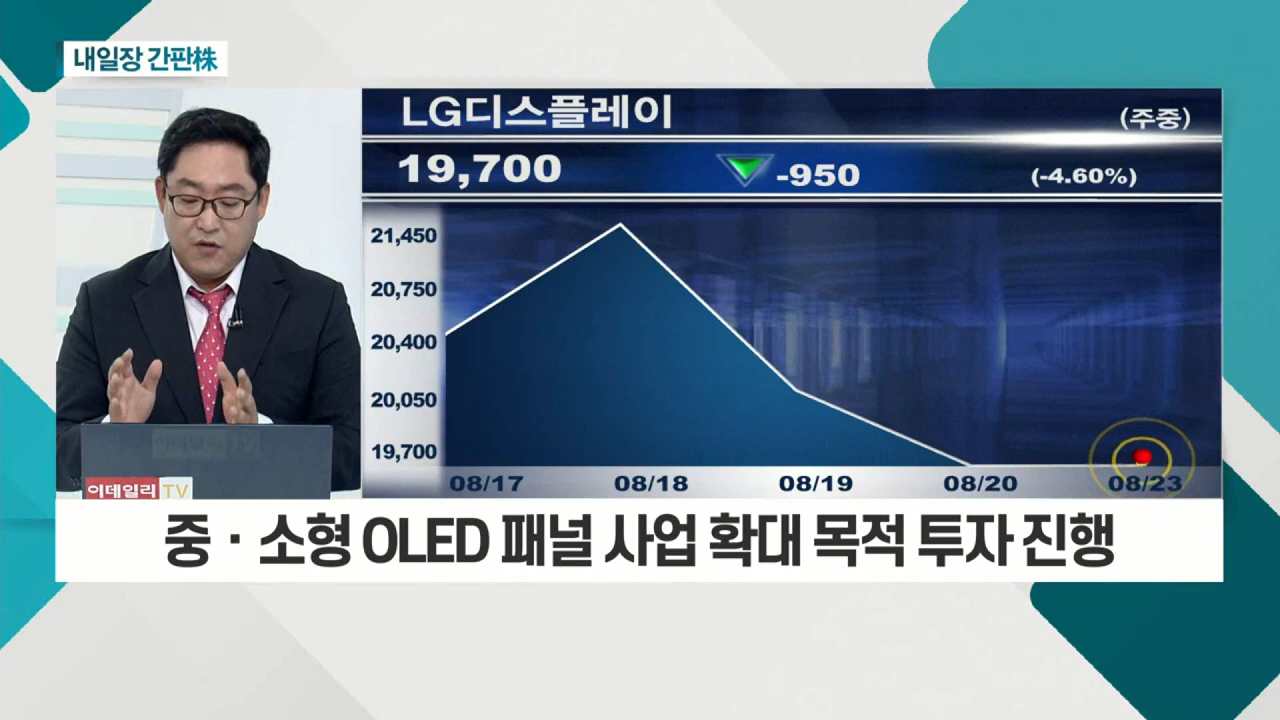 내일장 간판株
LG디스플레이
(주중)
19,700 -950 (-4.60%)
21,450
20,750
20,400
20,050
19,700
08/17 08/18 08/19 08/20 08/23
이데일리 TV
중 · 소형 OLED 패널 사업 확대 목적 투자 진행